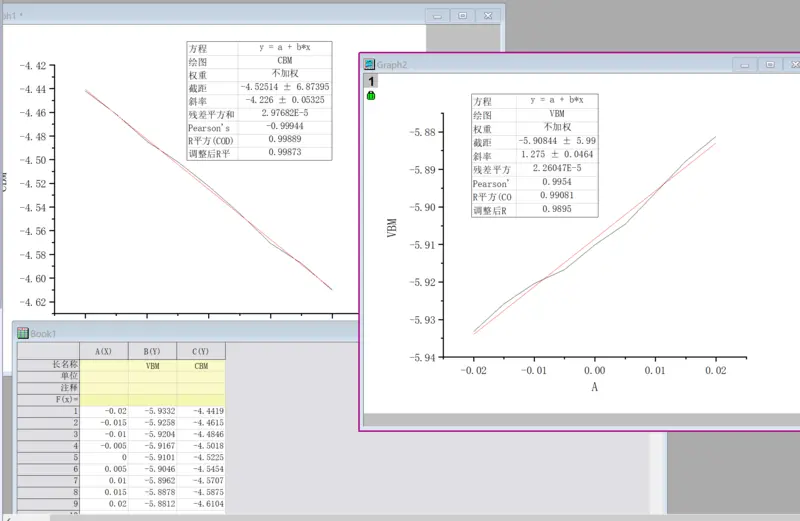 方程 y = a + b*x
绘图 CBM
权重 不加权
截距 -4.52514 ± 6.87395
斜率 -4.226 ± 0.05325
残差平方和 2.97682E-5
Pearson's -0.99944
R平方(COD) 0.99889
调整后R平 0.99873
-4.42
-4.44
-4.46
-4.48
-4.50
-4.52
-4.54
-4.56
-4.58
-4.60
-4.62
CBM
Graph2
1
方程 y = a + b*x
绘图 VBM
权重 不加权
截距 -5.90844 ± 5.99
斜率 1.275 ± 0.0464
残差平方 2.26047E-5
Pearson' 0.9954
R平方(CO 0.99081
调整后R 0.9895
-5.88
-5.89
-5.90
-5.91
-5.92
-5.93
-5.94
VBM
-0.02 -0.01 0.00 0.01 0.02
A
Book1
A(X) B(Y) C(Y)
长名称 VBM CBM
单位
注释
F(x)=
1 -0.02 -5.9332 -4.4419
2 -0.015 -5.9258 -4.4615
3 -0.01 -5.9204 -4.4846
4 -0.005 -5.9167 -4.5018
5 0 -5.9101 -4.5225
6 0.005 -5.9046 -4.5454
7 0.01 -5.8962 -4.5707
8 0.015 -5.8878 -4.5875
9 0.02 -5.8812 -4.6104